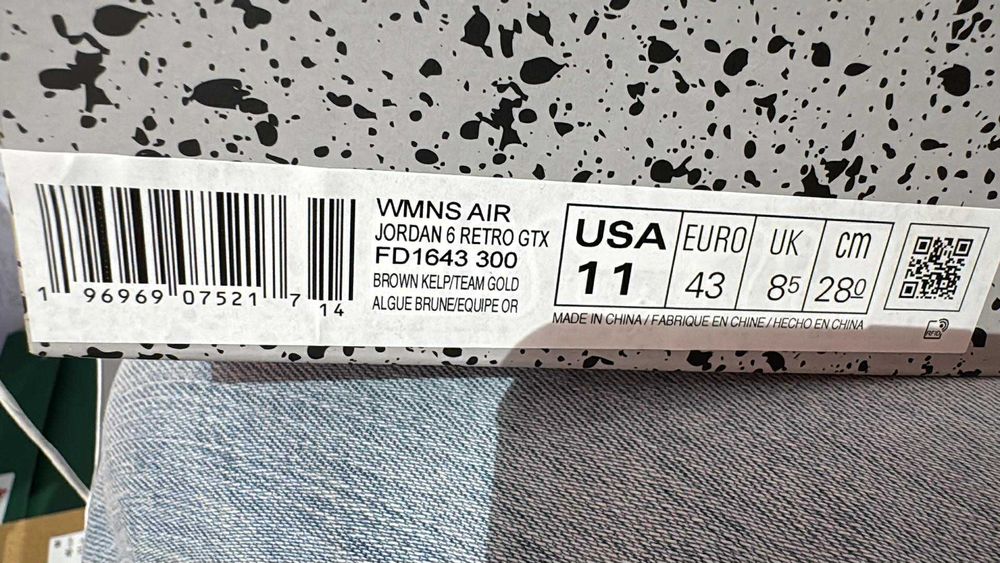 WMNS AIR
JORDAN 6 RETRO GTX
FD1643 300
BROWN KELP/TEAM GOLD
ALGUE BRUNE/EQUIPE OR
1 96969 07521 7 14
USA
11
EURO
43
UK
85
cm
280
MADE IN CHINA / FABRIQUE EN CHINE / HECHO EN CHINA
RFID